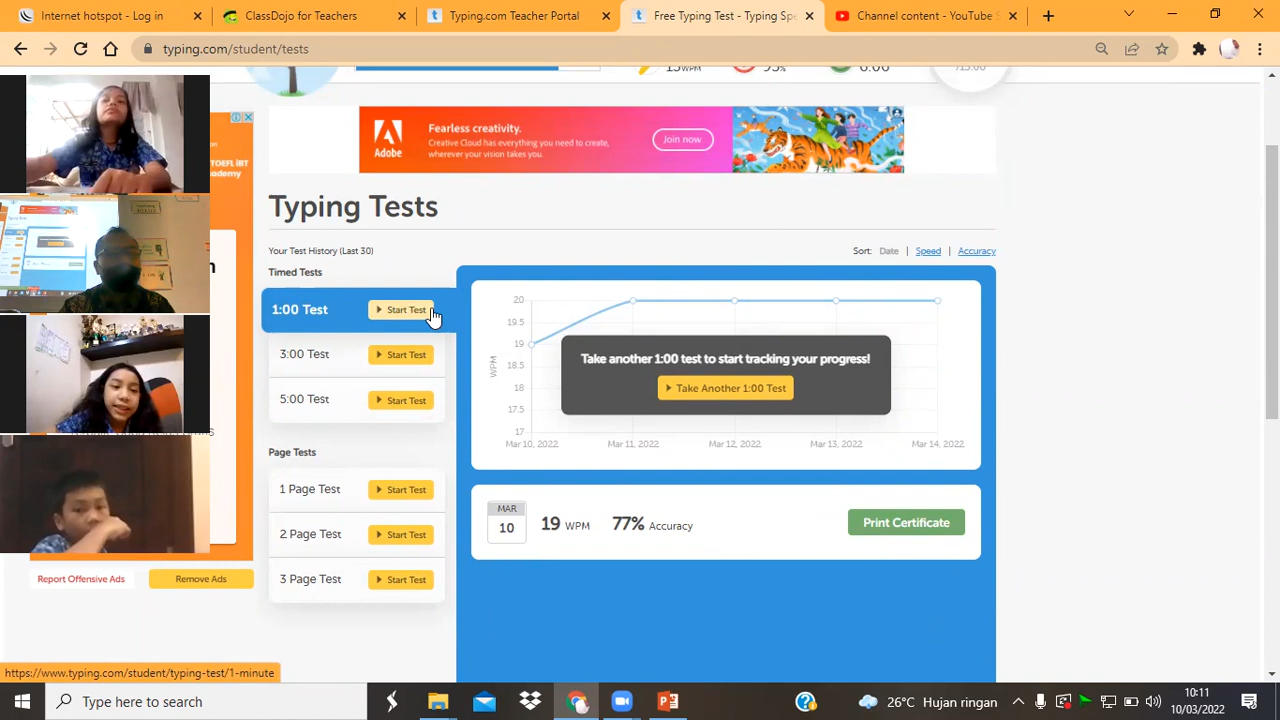 Internet hotspot - Log in
ClassDojo for Teachers
Typing.com Teacher Portal
Free Typing Test - Typing Spe
Channel content - YouTube S
typing.com/student/tests
Fearless creativity.
Creative Cloud has everything you need to create,
wherever your vision takes you.
Adobe
Join now
TOEFL iBT
Typing Tests
Your Test History (Last 30)
Sort: Date | Speed | Accuracy
Timed Tests
1:00 Test Start Test
3:00 Test Start Test
5:00 Test Start Test
Page Tests
1 Page Test Start Test
2 Page Test Start Test
3 Page Test Start Test
WPM
20
19.5
19
18.5
18
17.5
17
Mar 10, 2022 Mar 11, 2022 Mar 12, 2022 Mar 13, 2022 Mar 14, 2022
Take another 1:00 test to start tracking your progress!
Take Another 1:00 Test
MAR
10
19 WPM 77% Accuracy
Print Certificate
Report Offensive Ads
Remove Ads
https://www.typing.com/student/typing-test/1-minute
Type here to search
26°C Hujan ringan
10:11
10/03/2022